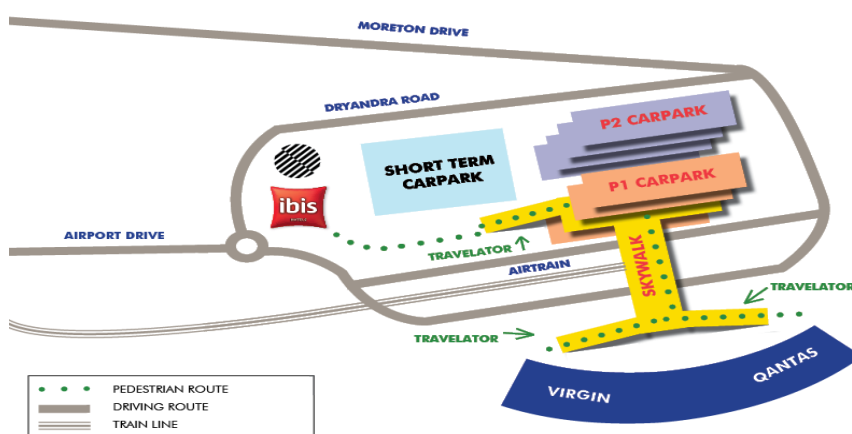 MORETON DRIVE
DRYANDRA ROAD
P2 CARPARK
SHORT TERM
CARPARK
P1 CARPARK
ibis
HOTELS
AIRPORT DRIVE
TRAVELATOR
AIRTRAIN
SKYWALK
TRAVELATOR
TRAVELATOR
VIRGIN
QANTAS
PEDESTRIAN ROUTE
DRIVING ROUTE
TRAIN LINE